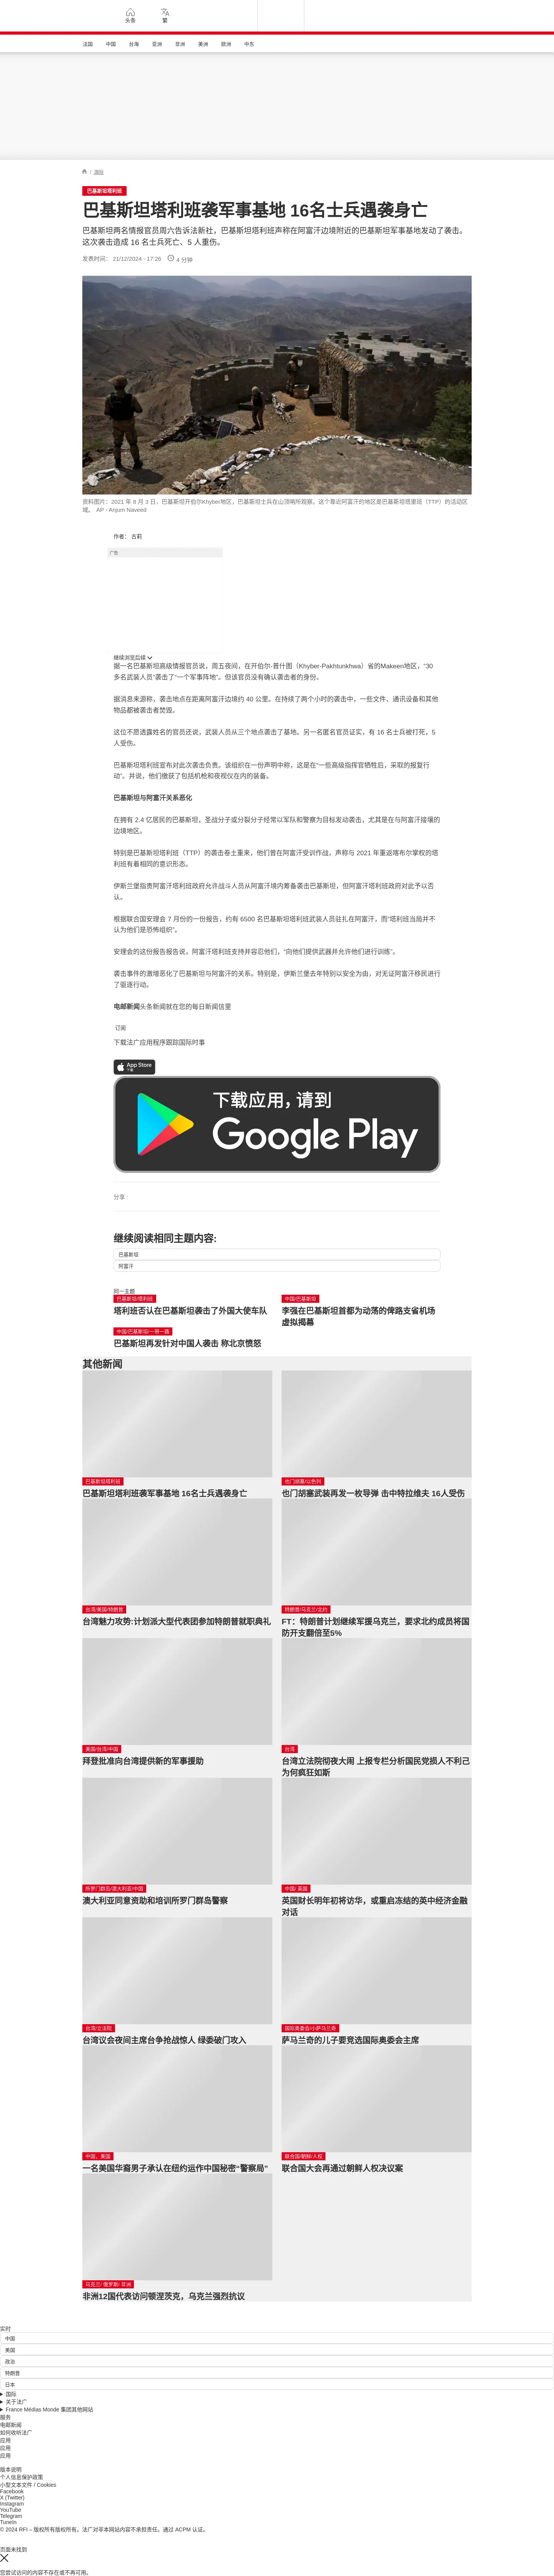 头条
繁
法国
中国
台海
亚洲
非洲
美洲
欧洲
中东
/ 国际
巴基斯坦塔利班
巴基斯坦塔利班袭军事基地 16名士兵遇袭身亡
巴基斯坦两名情报官员周六告诉法新社，巴基斯坦塔利班声称在阿富汗边境附近的巴基斯坦军事基地发动了袭击。
这次袭击造成 16 名士兵死亡、5 人重伤。
发表时间： 21/12/2024 - 17:26 4 分钟
资料图片：2021 年 8 月 3 日，巴基斯坦开伯尔Khyber地区，巴基斯坦士兵在山顶哨所观察。这个靠近阿富汗的地区是巴基斯坦塔里班（TTP）的活动区
域。 AP - Anjum Naveed
作者： 古莉
广告
继续浏览后续
据一名巴基斯坦高级情报官员说，周五夜间，在开伯尔-普什图（Khyber-Pakhtunkhwa）省的Makeen地区，"30
多名武装人员"袭击了“一个军事阵地”。但该官员没有确认袭击者的身份。
据消息来源称，袭击地点在距离阿富汗边境约 40 公里。在持续了两个小时的袭击中，一些文件、通讯设备和其他
物品都被袭击者焚毁。
这位不愿透露姓名的官员还说，武装人员从三个地点袭击了基地。另一名匿名官员证实，有 16 名士兵被打死，5
人受伤。
巴基斯坦塔班宣布对此次袭击负责。该组织在一份声明中称，这是在“一些高级指挥官牺牲后，采取的报复行
动”。并说，他们缴获了包括机枪和夜视仪在内的装备。
巴基斯坦与阿富汗关系恶化
在拥有 2.4 亿居民的巴基斯坦，圣战分子或分裂分子经常以军队和警察为目标发动袭击，尤其是在与阿富汗接壤的
边境地区。
特别是巴基斯坦塔利班（TTP）的袭击卷土重来，他们曾在阿富汗受训作战，声称与 2021 年重返喀布尔掌权的塔
利班有着相同的意识形态。
伊斯兰堡指责阿富汗塔利班政府允许战斗人员从阿富汗境内筹备袭击巴基斯坦，但阿富汗塔利班政府对此予以否
认。
根据联合国安理会 7 月份的一份报告，约有 6500 名巴基斯坦塔利班武装人员驻扎在阿富汗，而“塔利班当局并不
认为他们是恐怖组织”。
安理会的这份报告报告说，阿富汗塔利班支持并容忍他们，“向他们提供武器并允许他们进行训练”。
袭击事件的激增恶化了巴基斯坦与阿富汗的关系。特别是，伊斯兰堡去年特别以安全为由，对无证阿富汗移民进行
了驱逐行动。
电邮新闻头条新闻就在您的每日新闻信里
订阅
下载法广应用程序跟踪国际时事
App Store
下载
下载应用，请到
Google Play
分享 :
继续阅读相同主题内容:
巴基斯坦
阿富汗
同一主题
巴基斯坦/塔利班
塔利班否认在巴基斯坦袭击了外国大使车队
中国/巴基斯坦
李强在巴基斯坦首都为动荡的俾路支省机场
虚拟揭幕
中国/巴基斯坦/一带一路
巴基斯坦再发针对中国人袭击 称北京愤怒
其他新闻
巴基斯坦塔利班
巴基斯坦塔利班袭军事基地 16名士兵遇袭身亡
也门胡塞/以色列
也门胡塞武装再发一枚导弹 击中特拉维夫 16人受伤
台湾/美国/特朗普
台湾魅力攻势:计划派大型代表团参加特朗普就职典礼
特朗普/乌克兰/北约
FT：特朗普计划继续军援乌克兰，要求北约成员将国
防开支翻倍至5%
美国/台湾/中国
拜登批准向台湾提供新的军事援助
台湾
台湾立法院彻夜大闹 上报专栏分析国民党损人不利己
为何疯狂如斯
所罗门群岛/澳大利亚/中国
澳大利亚同意资助和培训所罗门群岛警察
中国/ 英国
英国财长明年初将访华，或重启冻结的英中经济金融
对话
台湾/立法院
台湾议会夜间主席台争抢战惊人 绿委破门攻入
国际奥委会/小萨马兰奇
萨马兰奇的儿子要竞选国际奥委会主席
中国，美国
一名美国华裔男子承认在纽约运作中国秘密“警察局”
联合国/朝鲜/人权
联合国大会再通过朝鲜人权决议案
乌克兰/ 俄罗斯/ 非洲
非洲12国代表访问顿涅茨克，乌克兰强烈抗议
实时
中国
美国
政治
特朗普
日本
国际
关于法广
France Médias Monde 集团其他网站
服务
电邮新闻
如何收听法广
应用
应用
应用
版本说明
个人信息保护政策
小型文本文件 / Cookies
Facebook
X (Twitter)
Instagram
YouTube
Telegram
TuneIn
© 2024 RFI – 版权所有版权所有。法广对非本网站内容不承担责任。通过 ACPM 认证。
页面未找到
您尝试访问的内容不存在或不再可用。